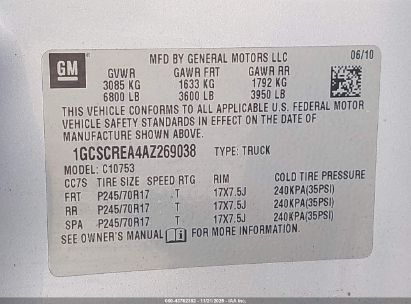 GM
MFD BY GENERAL MOTORS LLC 06/10
GVWR GAWR FRT GAWR RR
3085 KG 1633 KG 1792 KG
6800 LB 3600 LB 3950 LB
THIS VEHICLE CONFORMS TO ALL APPLICABLE U.S. FEDERAL MOTOR
VEHICLE SAFETY STANDARDS IN EFFECT ON THE DATE OF
MANUFACTURE SHOWN ABOVE.
1GCSCREA4AZ269038 TYPE: TRUCK
MODEL: C10753
CC7S TIRE SIZE SPEED RTG RIM COLD TIRE PRESSURE
FRT P245/70R17 T 17X7.5J 240KPA(35PSI)
RR P245/70R17 T 17X7.5J 240KPA(35PSI)
SPA P245/70R17 T 17X7.5J 240KPA(35PSI)
SEE OWNER'S MANUAL FOR MORE INFORMATION.